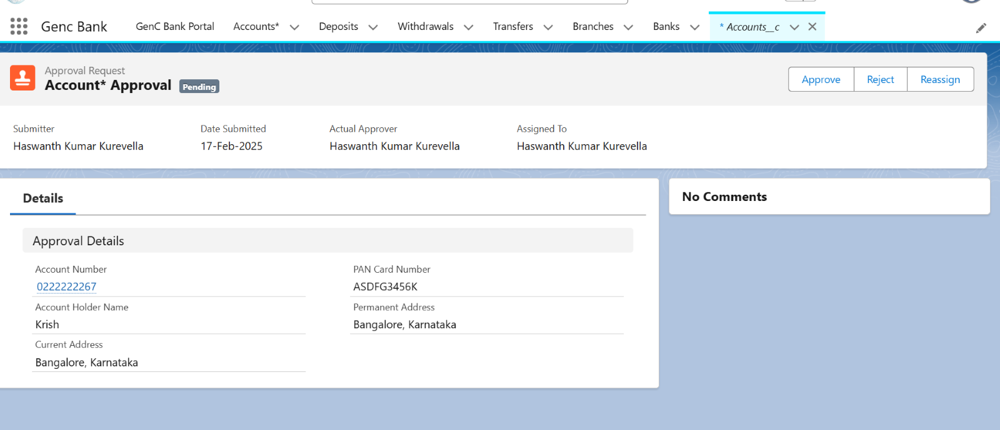 Genc Bank GenC Bank Portal Accounts* Deposits Withdrawals Transfers Branches Banks * Accounts__c
Approval Request
Account* Approval Pending
Approve Reject Reassign
Submitter Date Submitted Actual Approver Assigned To
Haswanth Kumar Kurevella 17-Feb-2025 Haswanth Kumar Kurevella Haswanth Kumar Kurevella
Details
No Comments
Approval Details
Account Number PAN Card Number
0222222267 ASDFG3456K
Account Holder Name Permanent Address
Krish Bangalore, Karnataka
Current Address
Bangalore, Karnataka